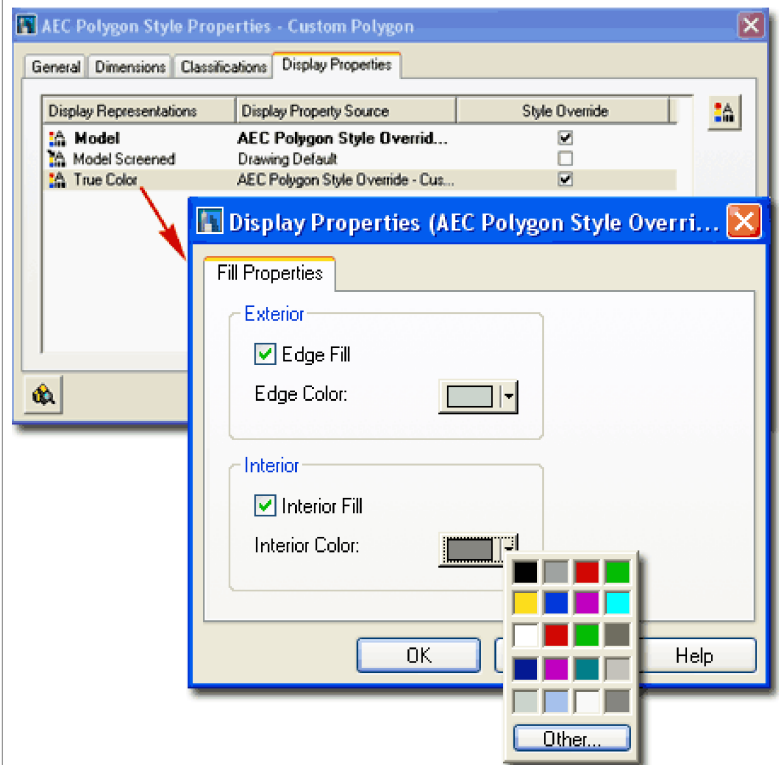 AEC Polygon Style Properties - Custom Polygon
General Dimensions Classifications Display Properties
Display Representations Display Property Source Style Override
Model AEC Polygon Style Overrid...
Model Screened Drawing Default
True Color AEC Polygon Style Override - Cus...
Display Properties (AEC Polygon Style Overri...
Fill Properties
Exterior
Edge Fill
Edge Color:
Interior
Interior Fill
Interior Color:
OK Help
Other...